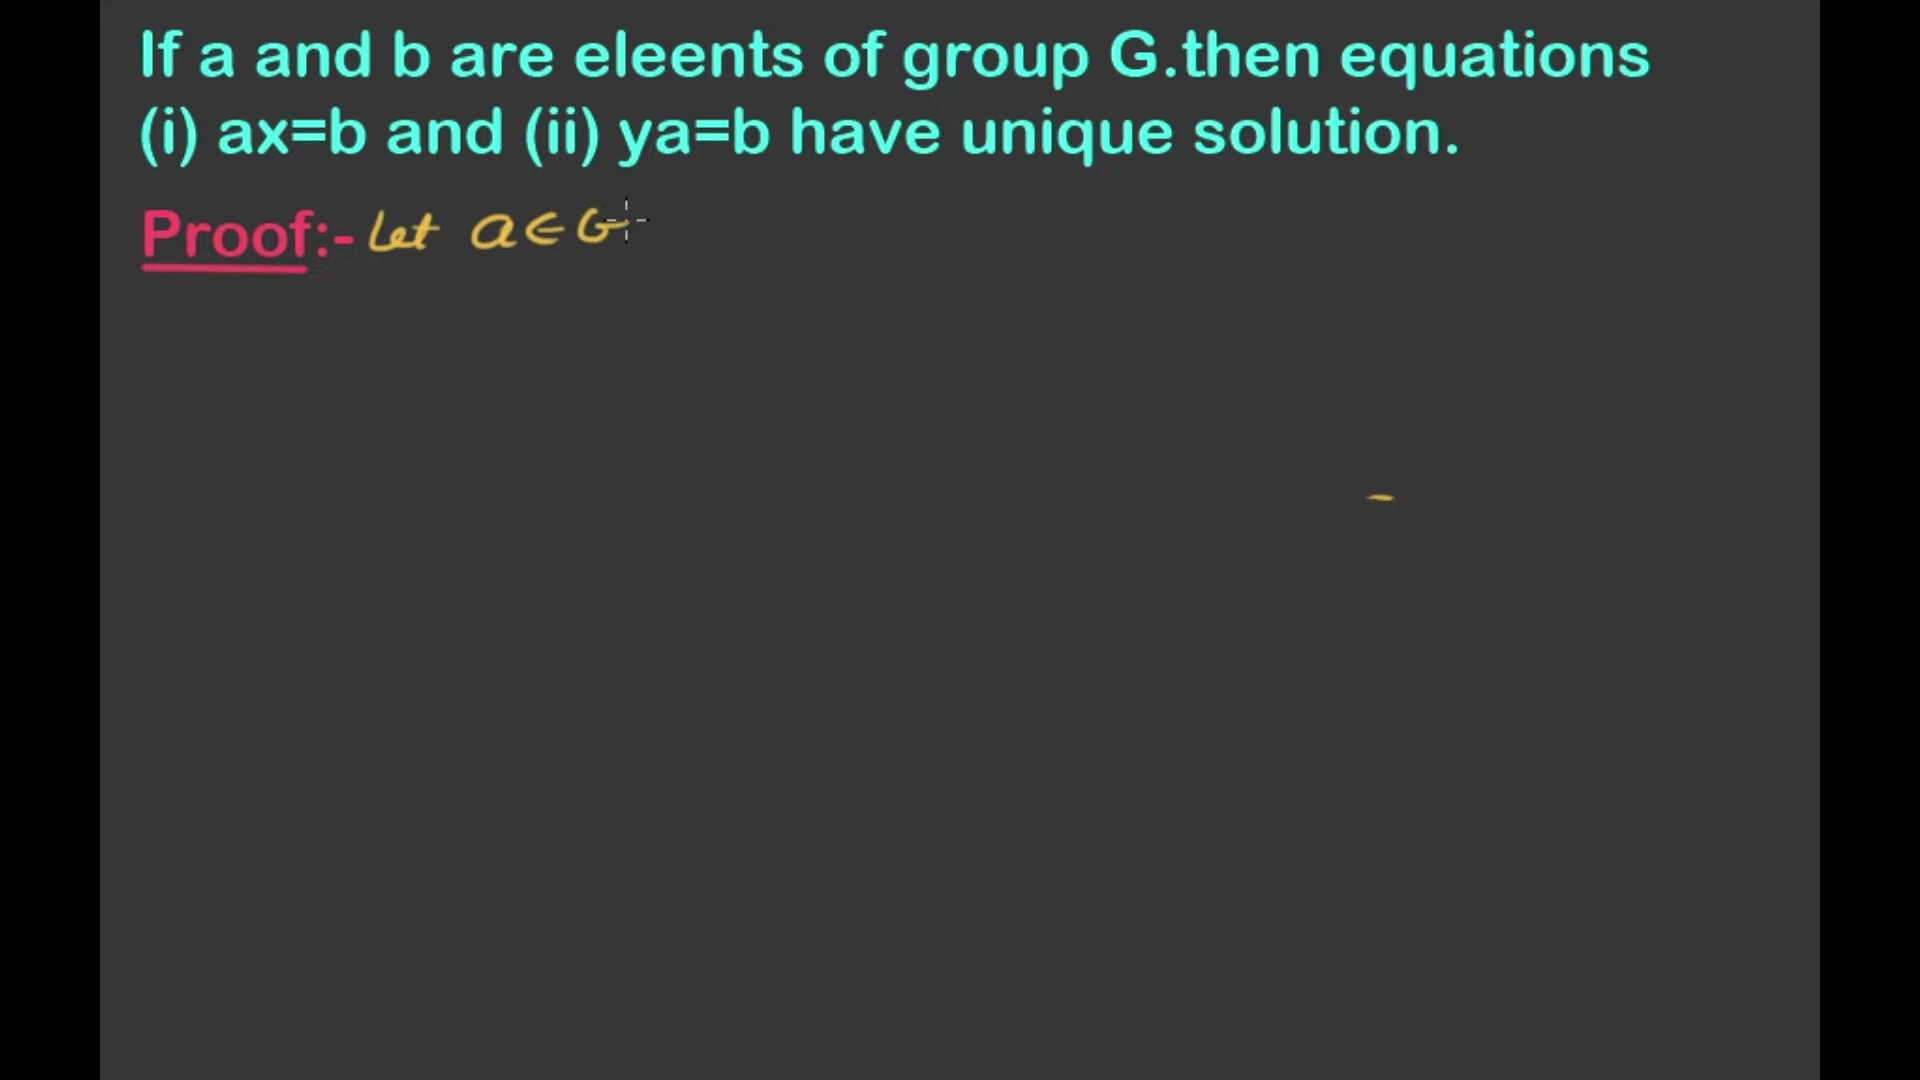 If a and b are eleents of group G.then equations
(i) ax=b and (ii) ya=b have unique solution.
Proof:- Let a∈G